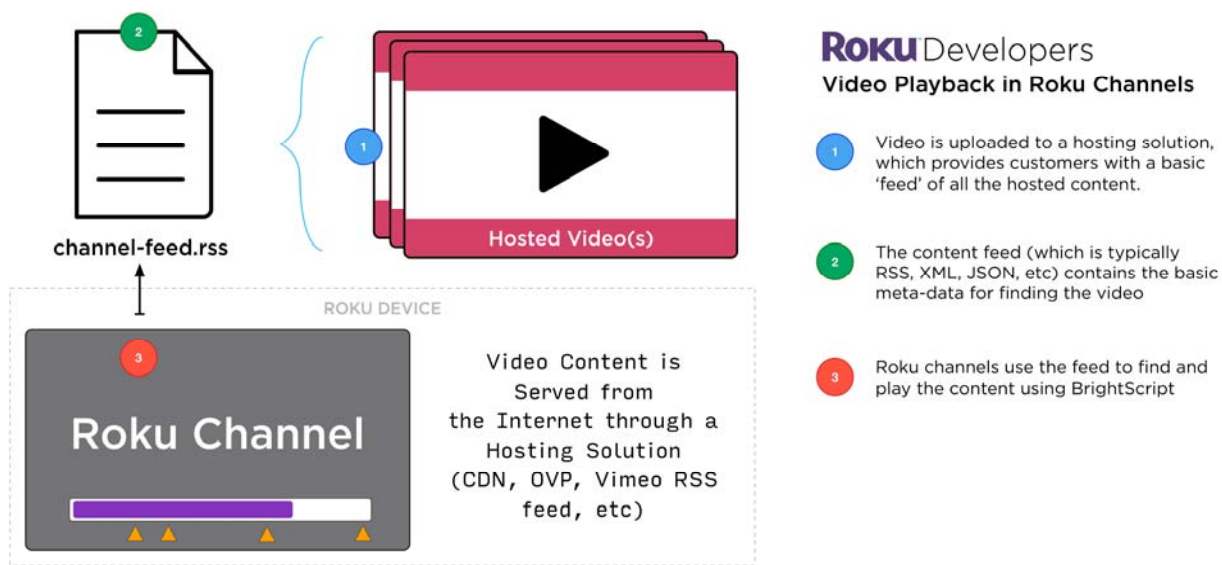 2
channel-feed.rss
1
Hosted Video(s)
ROKU DEVICE
3
Roku Channel
Video Content is
Served from
the Internet through a
Hosting Solution
(CDN, OVP, Vimeo RSS
feed, etc)
ROKU Developers
Video Playback in Roku Channels
1
Video is uploaded to a hosting solution,
which provides customers with a basic
‘feed’ of all the hosted content.
2
The content feed (which is typically
RSS, XML, JSON, etc) contains the basic
meta-data for finding the video
3
Roku channels use the feed to find and
play the content using BrightScript